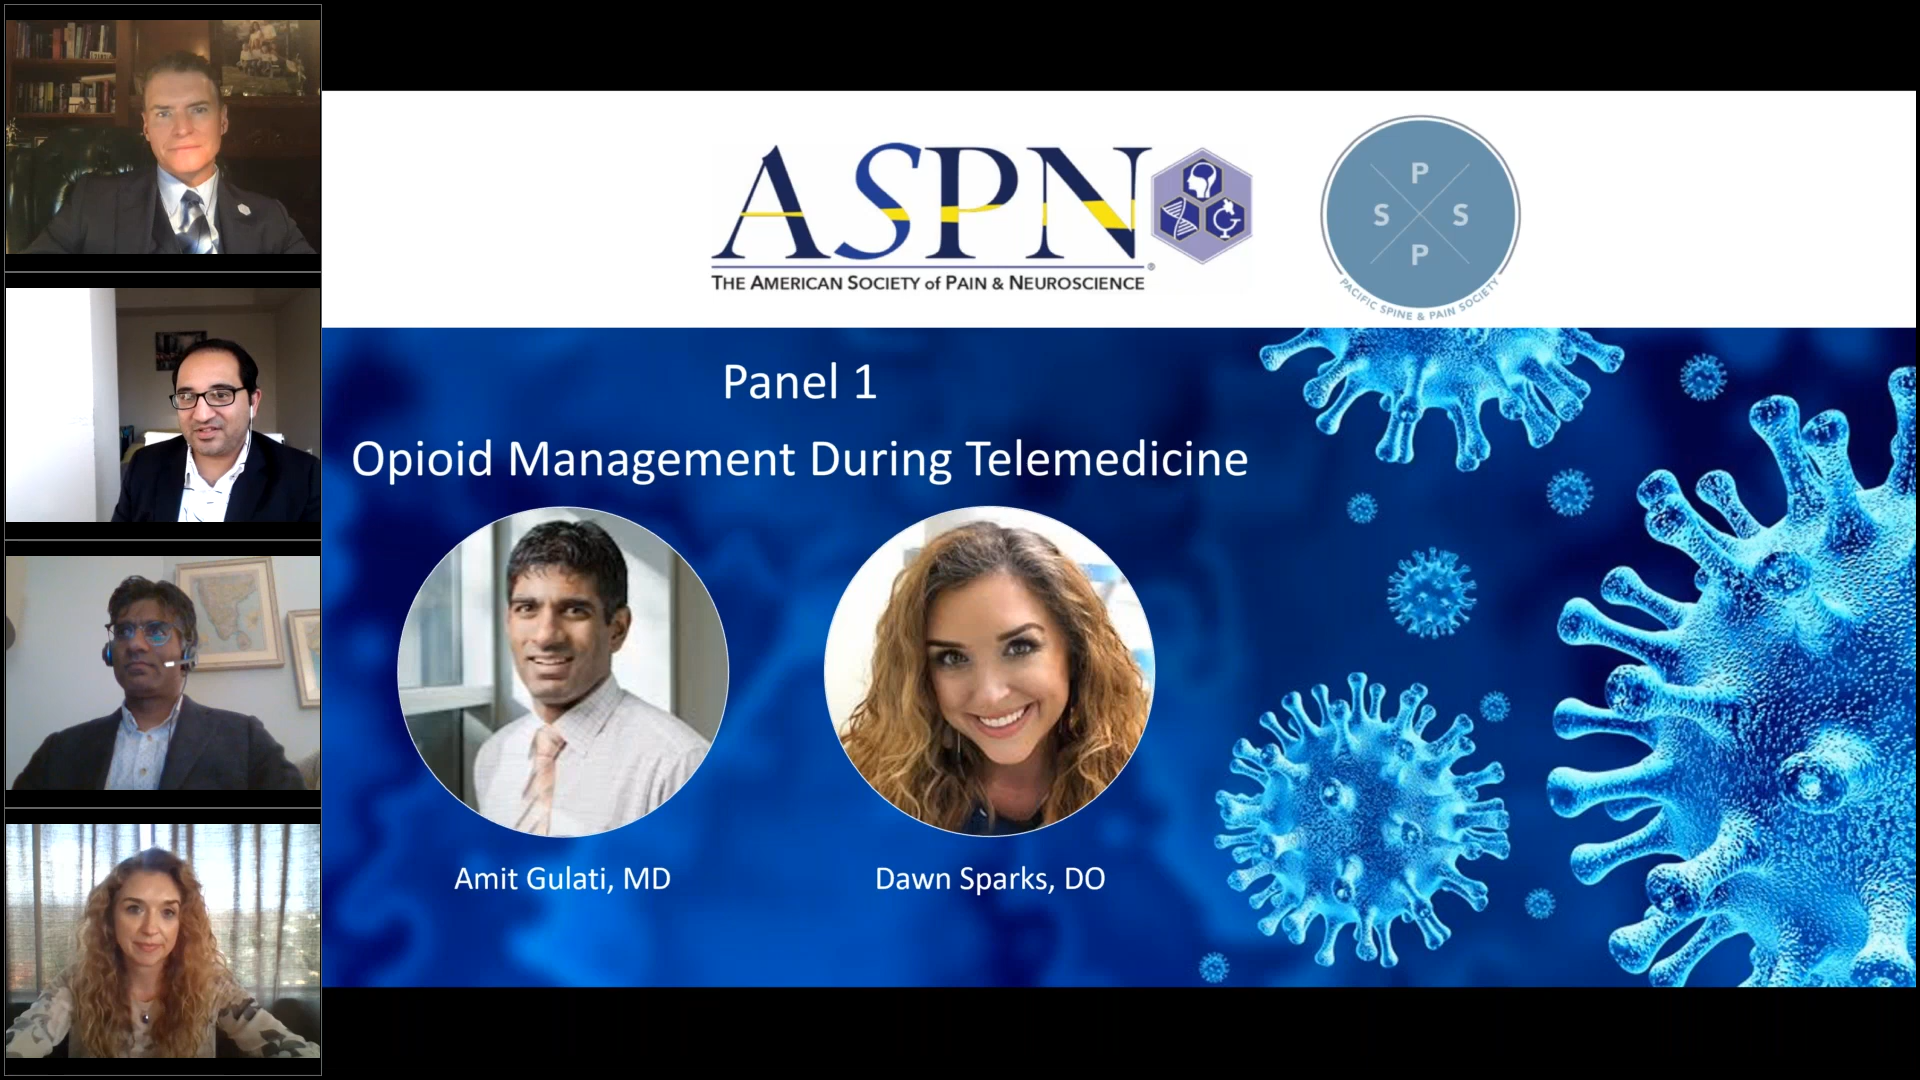 ASPN
®
THE AMERICAN SOCIETY of PAIN & NEUROSCIENCE
P
S S
P
PACIFIC SPINE & PAIN SOCIETY
Panel 1
Opioid Management During Telemedicine
Amit Gulati, MD
Dawn Sparks, DO